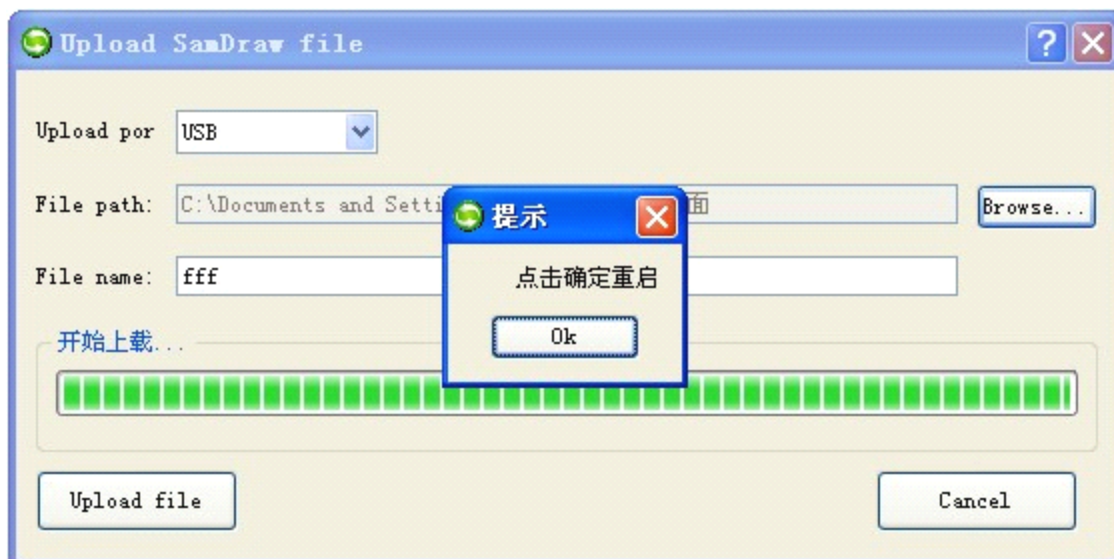 Upload SamDraw file
Upload por
USB
File path:
C:\Documents and Setti
面
Browse...
提示
点击确定重启
Ok
File name:
fff
开始上载...
Upload file
Cancel